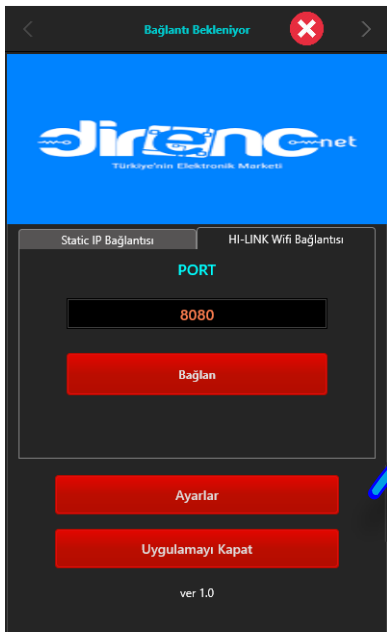 Bağlantı Bekleniyor
direnc.net
Türkiye'nin Elektronik Marketi
Static IP Bağlantısı
HI-LINK Wifi Bağlantısı
PORT
8080
Bağlan
Ayarlar
Uygulamayı Kapat
ver 1.0